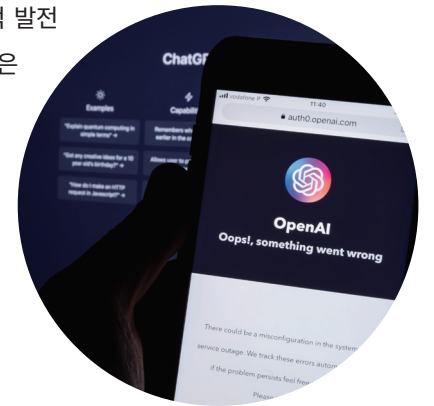 적 발전
은
ChatG
Examples
Capabilit
"Explain quantum computing in
simple terms" →
"Got any creative ideas for a 10
year old's birthday?" →
"How do I make an HTTP
request in Javascript?" →
Remembers wh
earlier in the
Allows user to
vodafone P
11:40
auth0.openai.com
OpenAI
Oops!, something went wrong
There could be a misconfiguration in the system
service outage. We track these errors autom
if the problem persists feel free
Please